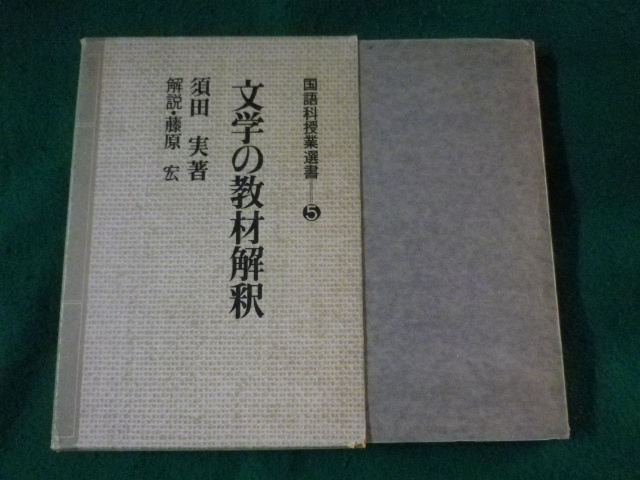 国語科授業選書―5
文学の教材解釈
須田 実著
解説・藤原 宏